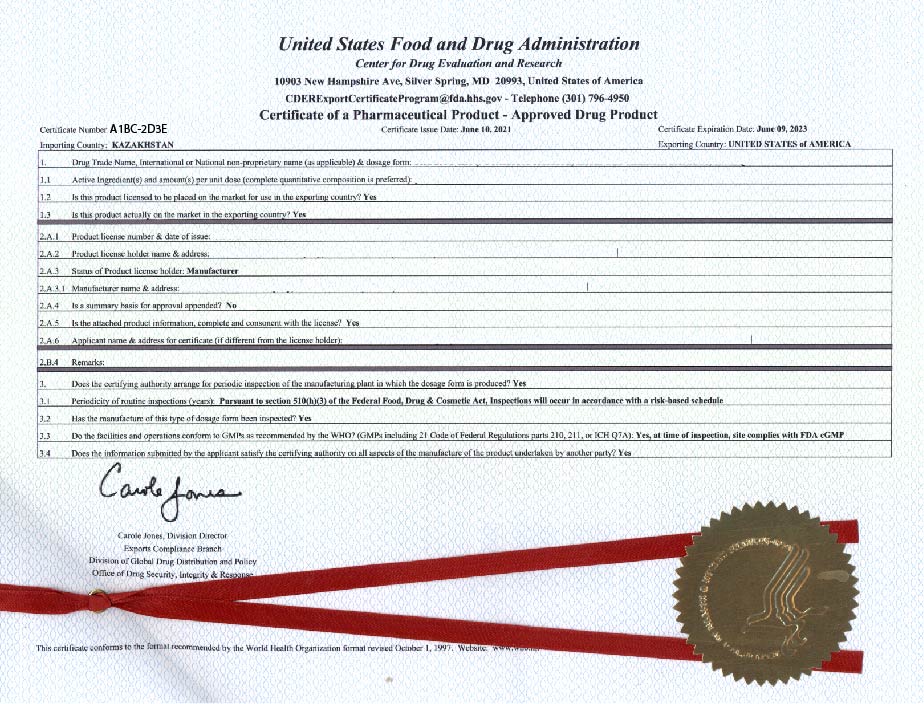 United States Food and Drug Administration
Center for Drug Evaluation and Research
10903 New Hampshire Ave, Silver Spring, MD 20993, United States of America
CDERExportCertificateProgram@fda.hhs.gov - Telephone (301) 796-4950
Certificate of a Pharmaceutical Product - Approved Drug Product
Certificate Number A1BC-2D3E Certificate Issue Date: June 10, 2021 Certificate Expiration Date: June 09, 2023
Importing Country: KAZAKHSTAN Exporting Country: UNITED STATES of AMERICA
1. Drug Trade Name, International or National non-proprietary name (as applicable) & dosage form:
1.1 Active Ingredient(s) and amount(s) per unit dose (complete quantitative composition is preferred):
1.2 Is this product licensed to be placed on the market for use in the exporting country? Yes
1.3 Is this product actually on the market in the exporting country? Yes
2.A.1 Product license number & date of issue:
2.A.2 Product license holder name & address:
2.A.3 Status of Product license holder: Manufacturer
2.A.3.1 Manufacturer name & address:
2.A.4 Is a summary basis for approval appended? No
2.A.5 Is the attached product information, complete and consonent with the license? Yes
2.A.6 Applicant name & address for certificate (if different from the license holder):
2.B.4 Remarks:
3. Does the certifying authority arrange for periodic inspection of the manufacturing plant in which the dosage form is produced? Yes
3.1 Periodicity of routine inspections (years): Pursuant to section 510(h)(3) of the Federal Food, Drug & Cosmetic Act, Inspections will occur in accordance with a risk-based schedule
3.2 Has the manufacture of this type of dosage form been inspected? Yes
3.3 Do the facilities and operations conform to GMPs as recommended by the WHO? (GMPs including 21 Code of Federal Regulations parts 210, 211, or ICH Q7A): Yes, at time of inspection, site complies with FDA cGMP
3.4 Does the information submitted by the applicant satisfy the certifying authority on all aspects of the manufacture of the product undertaken by another party? Yes
Carole Jones
Carole Jones, Division Director
Exports Compliance Branch
Division of Global Drug Distribution and Policy
Office of Drug Security, Integrity & Response
This certificate conforms to the format recommended by the World Health Organization format revised October 1, 1997. Website: